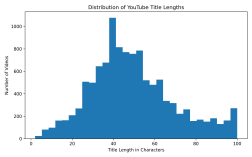 Distribution of YouTube Title Lengths
Number of Videos
1000
800
600
400
200
0
0 20 40 60 80 100
Title Length in Characters